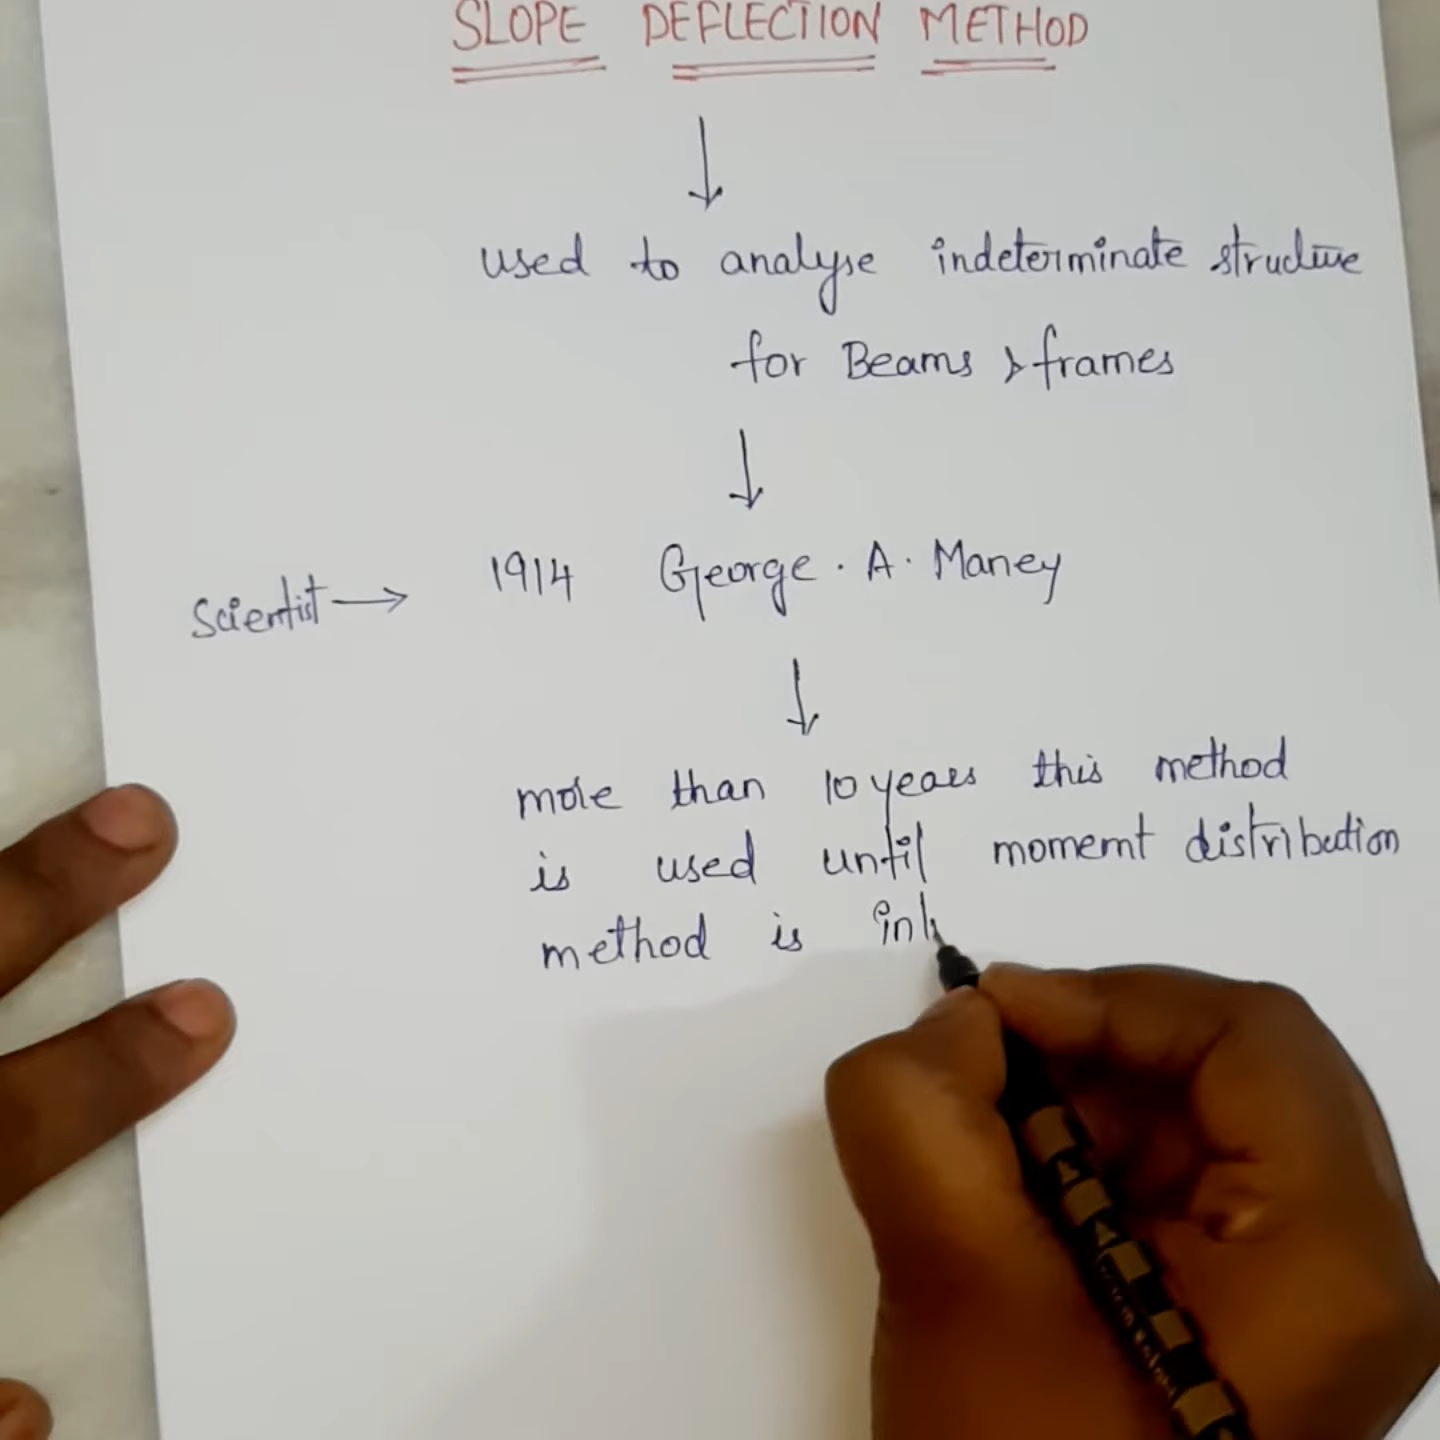 SLOPE DEFLECTION METHOD
used to analyse indeterminate structure
for Beams & frames
Scientist → 1914 George . A . Maney
more than 10 years this method
is used until momemt distribution
method is